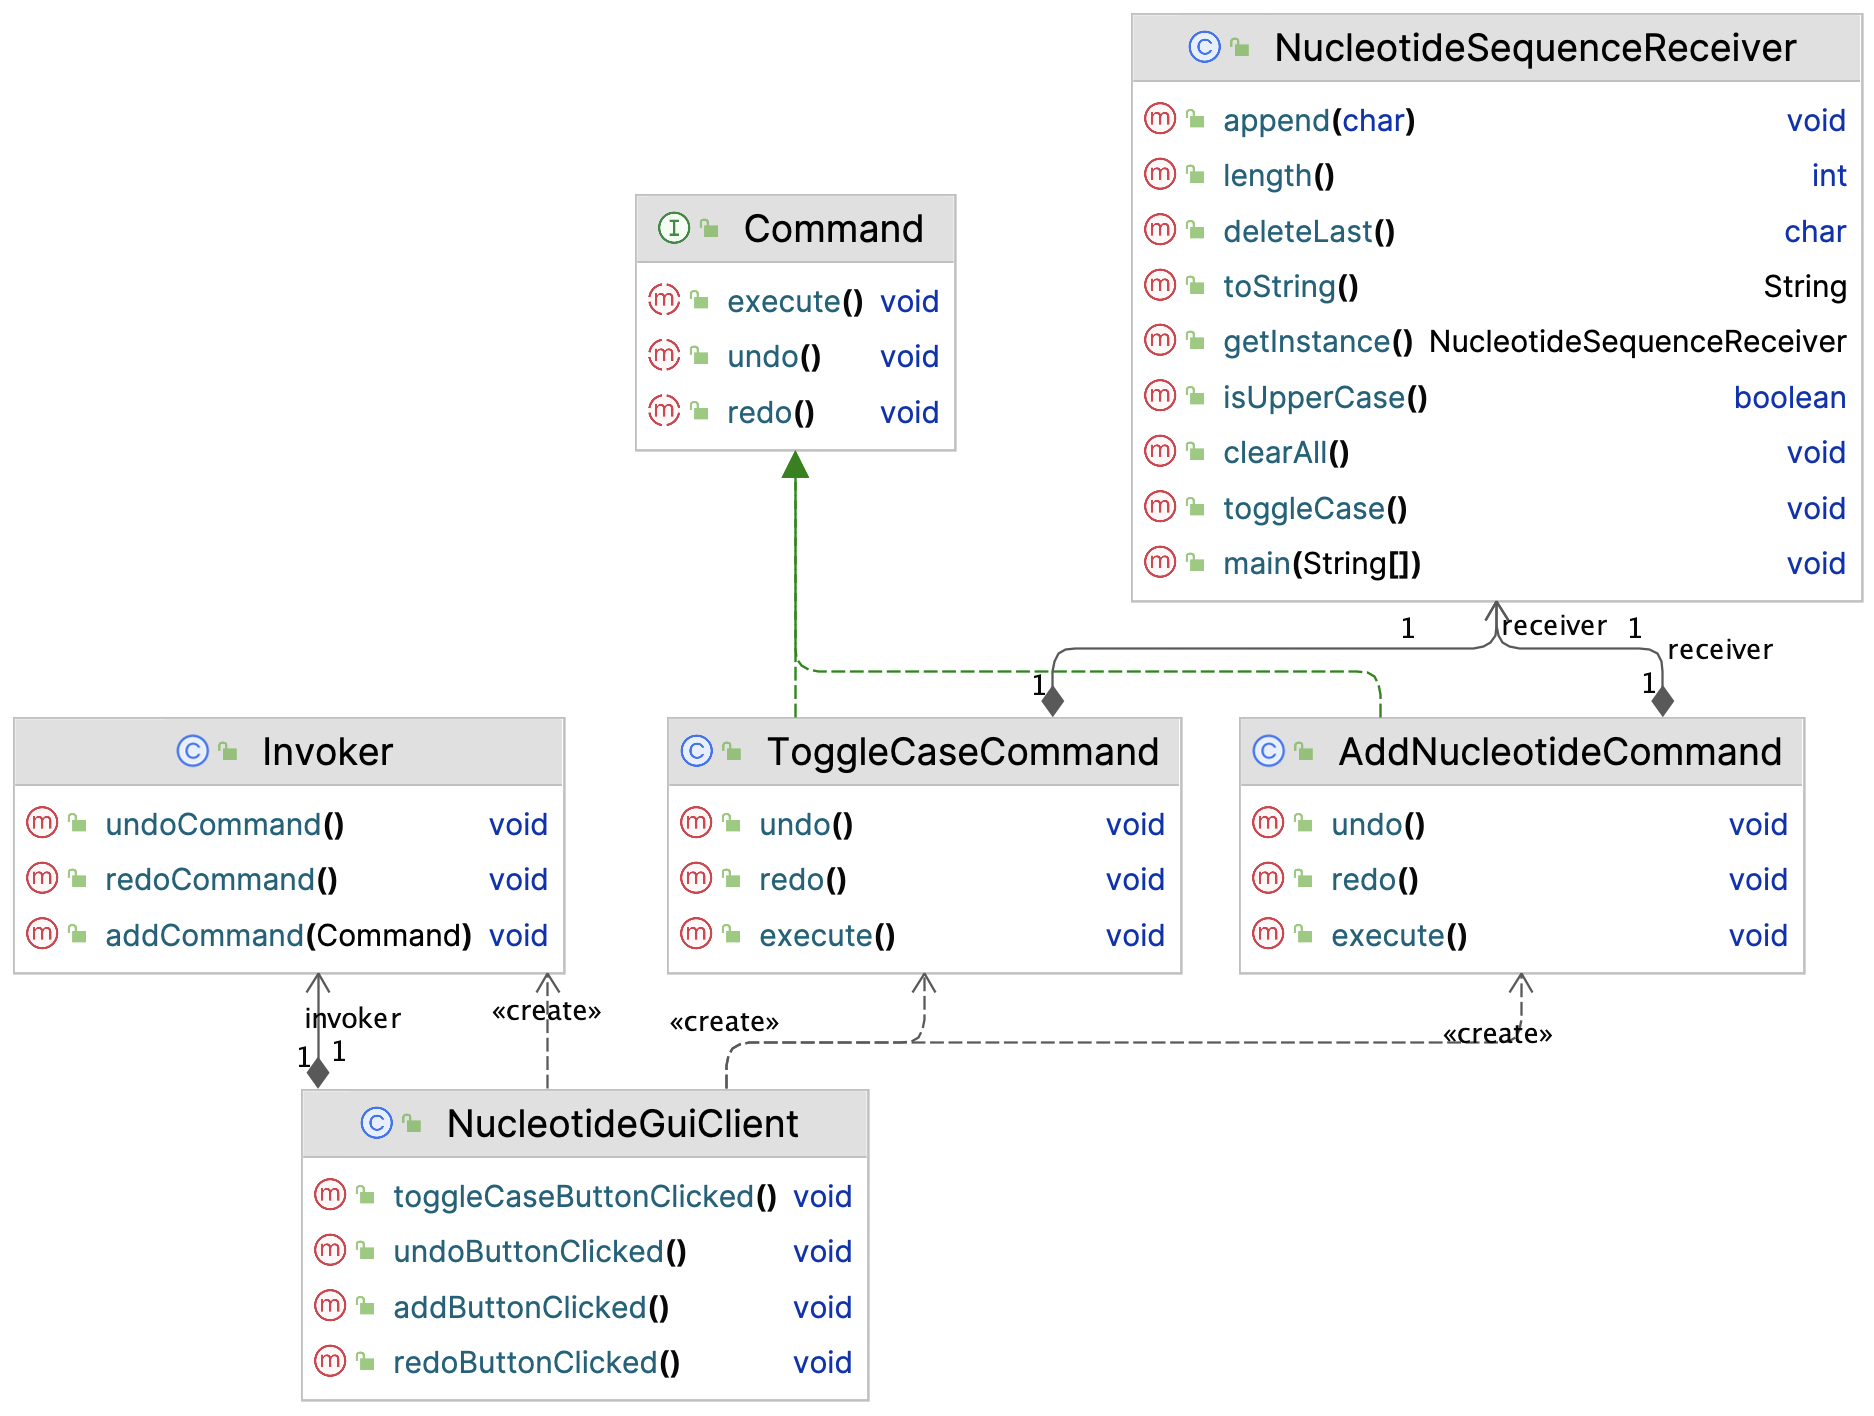 NucleotideSequenceReceiver
append(char) void
length() int
deleteLast() char
toString() String
getInstance() NucleotideSequenceReceiver
isUpperCase() boolean
clearAll() void
toggleCase() void
main(String[]) void
Command
execute() void
undo() void
redo() void
1 receiver 1
receiver
1 1
Invoker
undoCommand() void
redoCommand() void
addCommand(Command) void
ToggleCaseCommand
undo() void
redo() void
execute() void
AddNucleotideCommand
undo() void
redo() void
execute() void
invoker
1 1
«create»
«create»
«create»
NucleotideGuiClient
toggleCaseButtonClicked() void
undoButtonClicked() void
addButtonClicked() void
redoButtonClicked() void